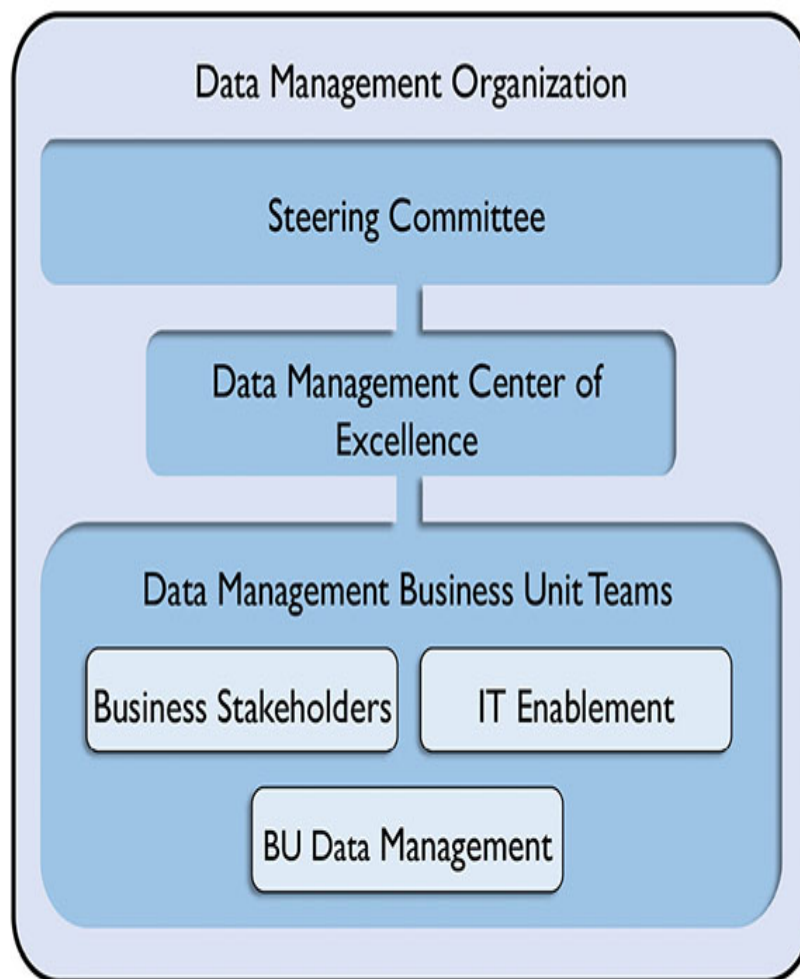 Data Management Organization
Steering Committee
Data Management Center of
Excellence
Data Management Business Unit Teams
Business Stakeholders
IT Enablement
BU Data Management